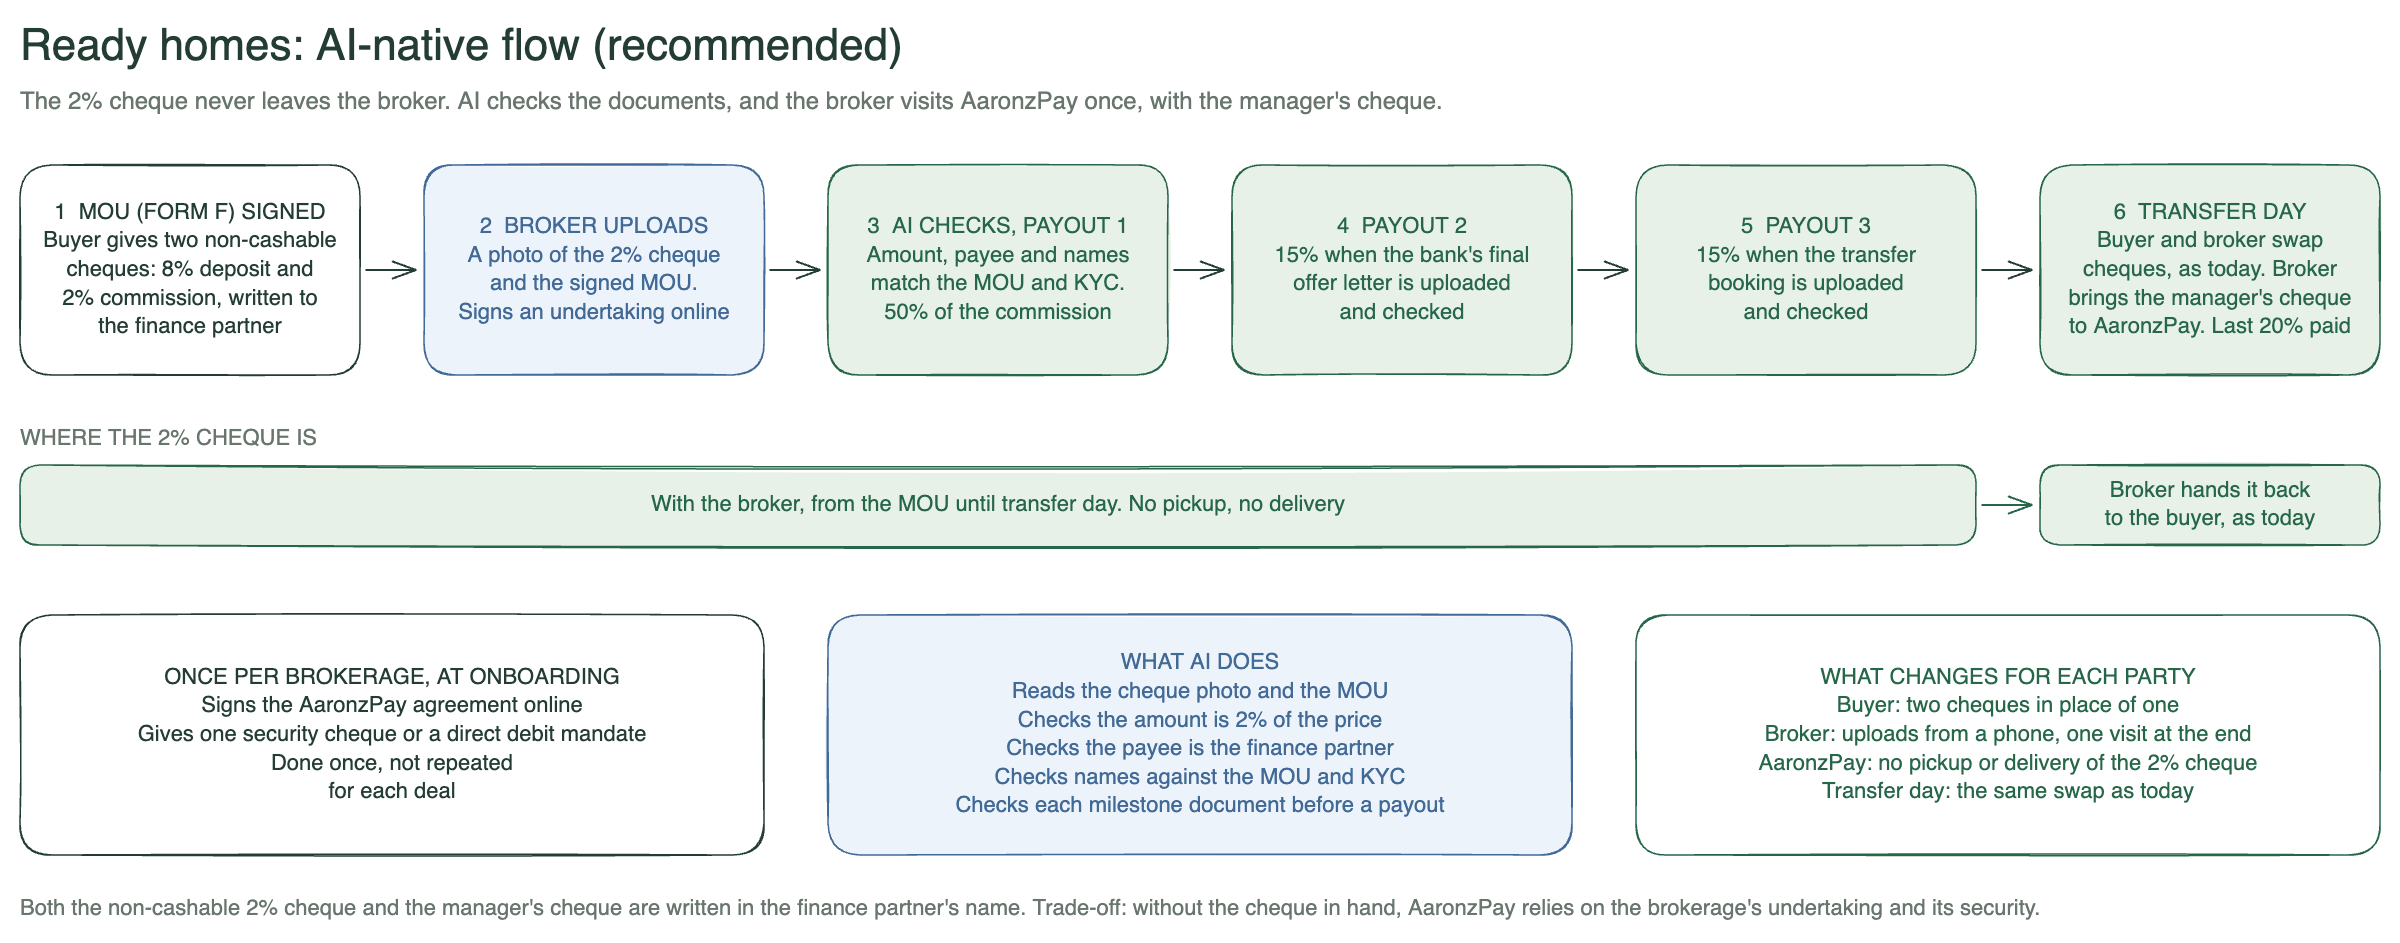 Ready homes: AI-native flow (recommended)
The 2% cheque never leaves the broker. AI checks the documents, and the broker visits AaronzPay once, with the manager's cheque.
1 MOU (FORM F) SIGNED
Buyer gives two non-cashable
cheques: 8% deposit and
2% commission, written to
the finance partner
2 BROKER UPLOADS
A photo of the 2% cheque
and the signed MOU.
Signs an undertaking online
3 AI CHECKS, PAYOUT 1
Amount, payee and names
match the MOU and KYC.
50% of the commission
4 PAYOUT 2
15% when the bank's final
offer letter is uploaded
and checked
5 PAYOUT 3
15% when the transfer
booking is uploaded
and checked
6 TRANSFER DAY
Buyer and broker swap
cheques, as today. Broker
brings the manager's cheque
to AaronzPay. Last 20% paid
WHERE THE 2% CHEQUE IS
With the broker, from the MOU until transfer day. No pickup, no delivery
Broker hands it back
to the buyer, as today
ONCE PER BROKERAGE, AT ONBOARDING
Signs the AaronzPay agreement online
Gives one security cheque or a direct debit mandate
Done once, not repeated
for each deal
WHAT AI DOES
Reads the cheque photo and the MOU
Checks the amount is 2% of the price
Checks the payee is the finance partner
Checks names against the MOU and KYC
Checks each milestone document before a payout
WHAT CHANGES FOR EACH PARTY
Buyer: two cheques in place of one
Broker: uploads from a phone, one visit at the end
AaronzPay: no pickup or delivery of the 2% cheque
Transfer day: the same swap as today
Both the non-cashable 2% cheque and the manager's cheque are written in the finance partner's name. Trade-off: without the cheque in hand, AaronzPay relies on the brokerage's undertaking and its security.